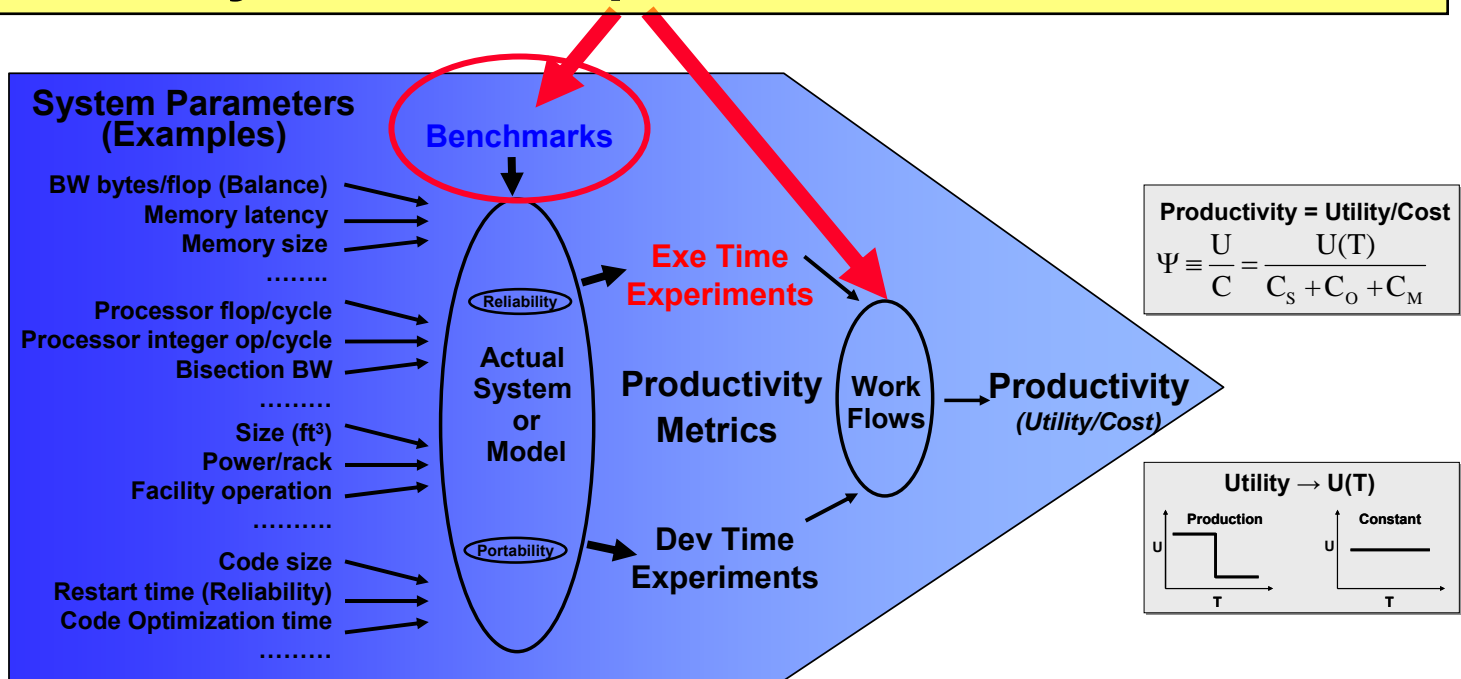 System Parameters
(Examples)
Benchmarks
BW bytes/flop (Balance)
Memory latency
Memory size
........
Processor flop/cycle
Processor integer op/cycle
Bisection BW
.........
Size (ft³)
Power/rack
Facility operation
..........
Code size
Restart time (Reliability)
Code Optimization time
.........
Reliability
Actual
System
or
Model
Portability
Exe Time
Experiments
Productivity
Metrics
Dev Time
Experiments
Work
Flows
Productivity
(Utility/Cost)
Productivity = Utility/Cost
Ψ ≡ U/C = U(T)/(C_S + C_O + C_M)
Utility → U(T)
Production
U
T
Constant
U
T